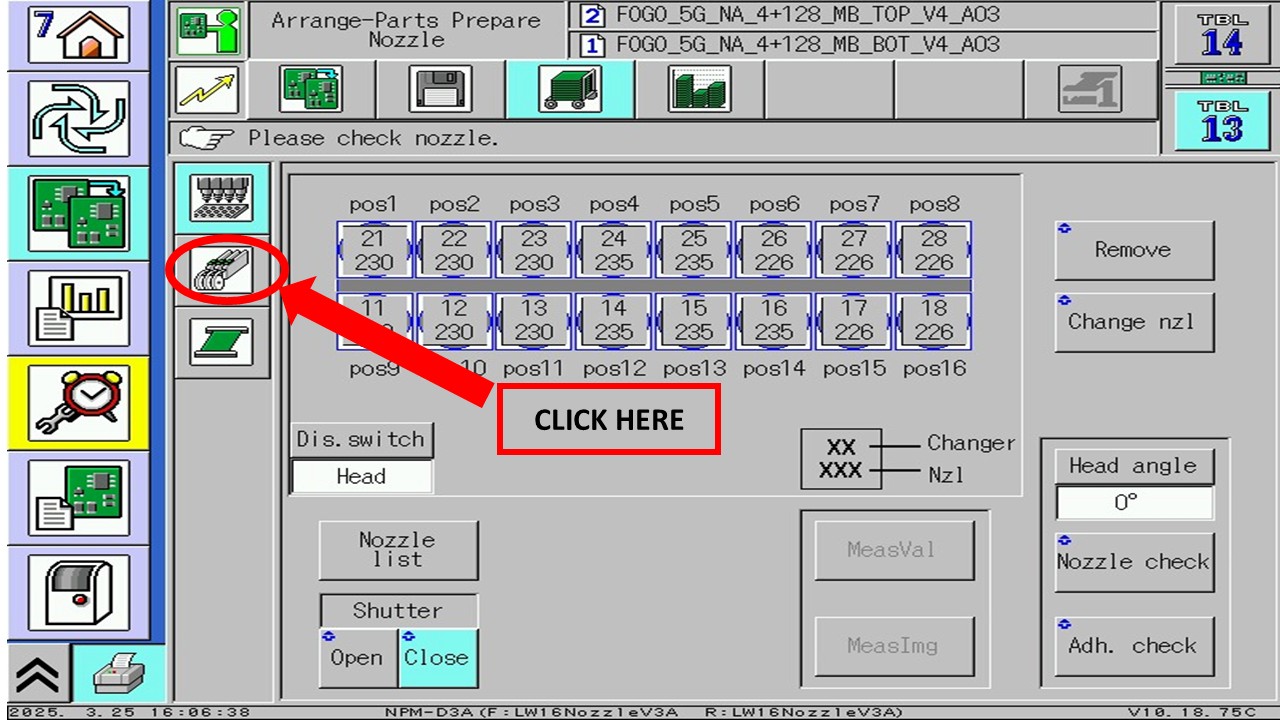 7
Arrange-Parts Prepare
Nozzle
2 FOGO_5G_NA_4+128_MB_TOP_V4_A03
1 FOGO_5G_NA_4+128_MB_BOT_V4_A03
TBL
14
TBL
13
Please check nozzle.
pos1 pos2 pos3 pos4 pos5 pos6 pos7 pos8
21 22 23 24 25 26 27 28
230 230 230 235 235 226 226 226
11 12 13 14 15 16 17 18
230 230 235 235 235 226 226
pos9 10 pos11 pos12 pos13 pos14 pos15 pos16
Remove
Change nzl
CLICK HERE
Dis.switch
Head
XX Changer
XXX Nzl
Head angle
0°
Nozzle check
Adh. check
Nozzle
list
MeasVal
MeasImg
Shutter
Open Close
2025. 3.25 16:06:38 NPM-D3A(F:LW16NozzleV3A R:LW16NozzleV3A) V10.18.75C